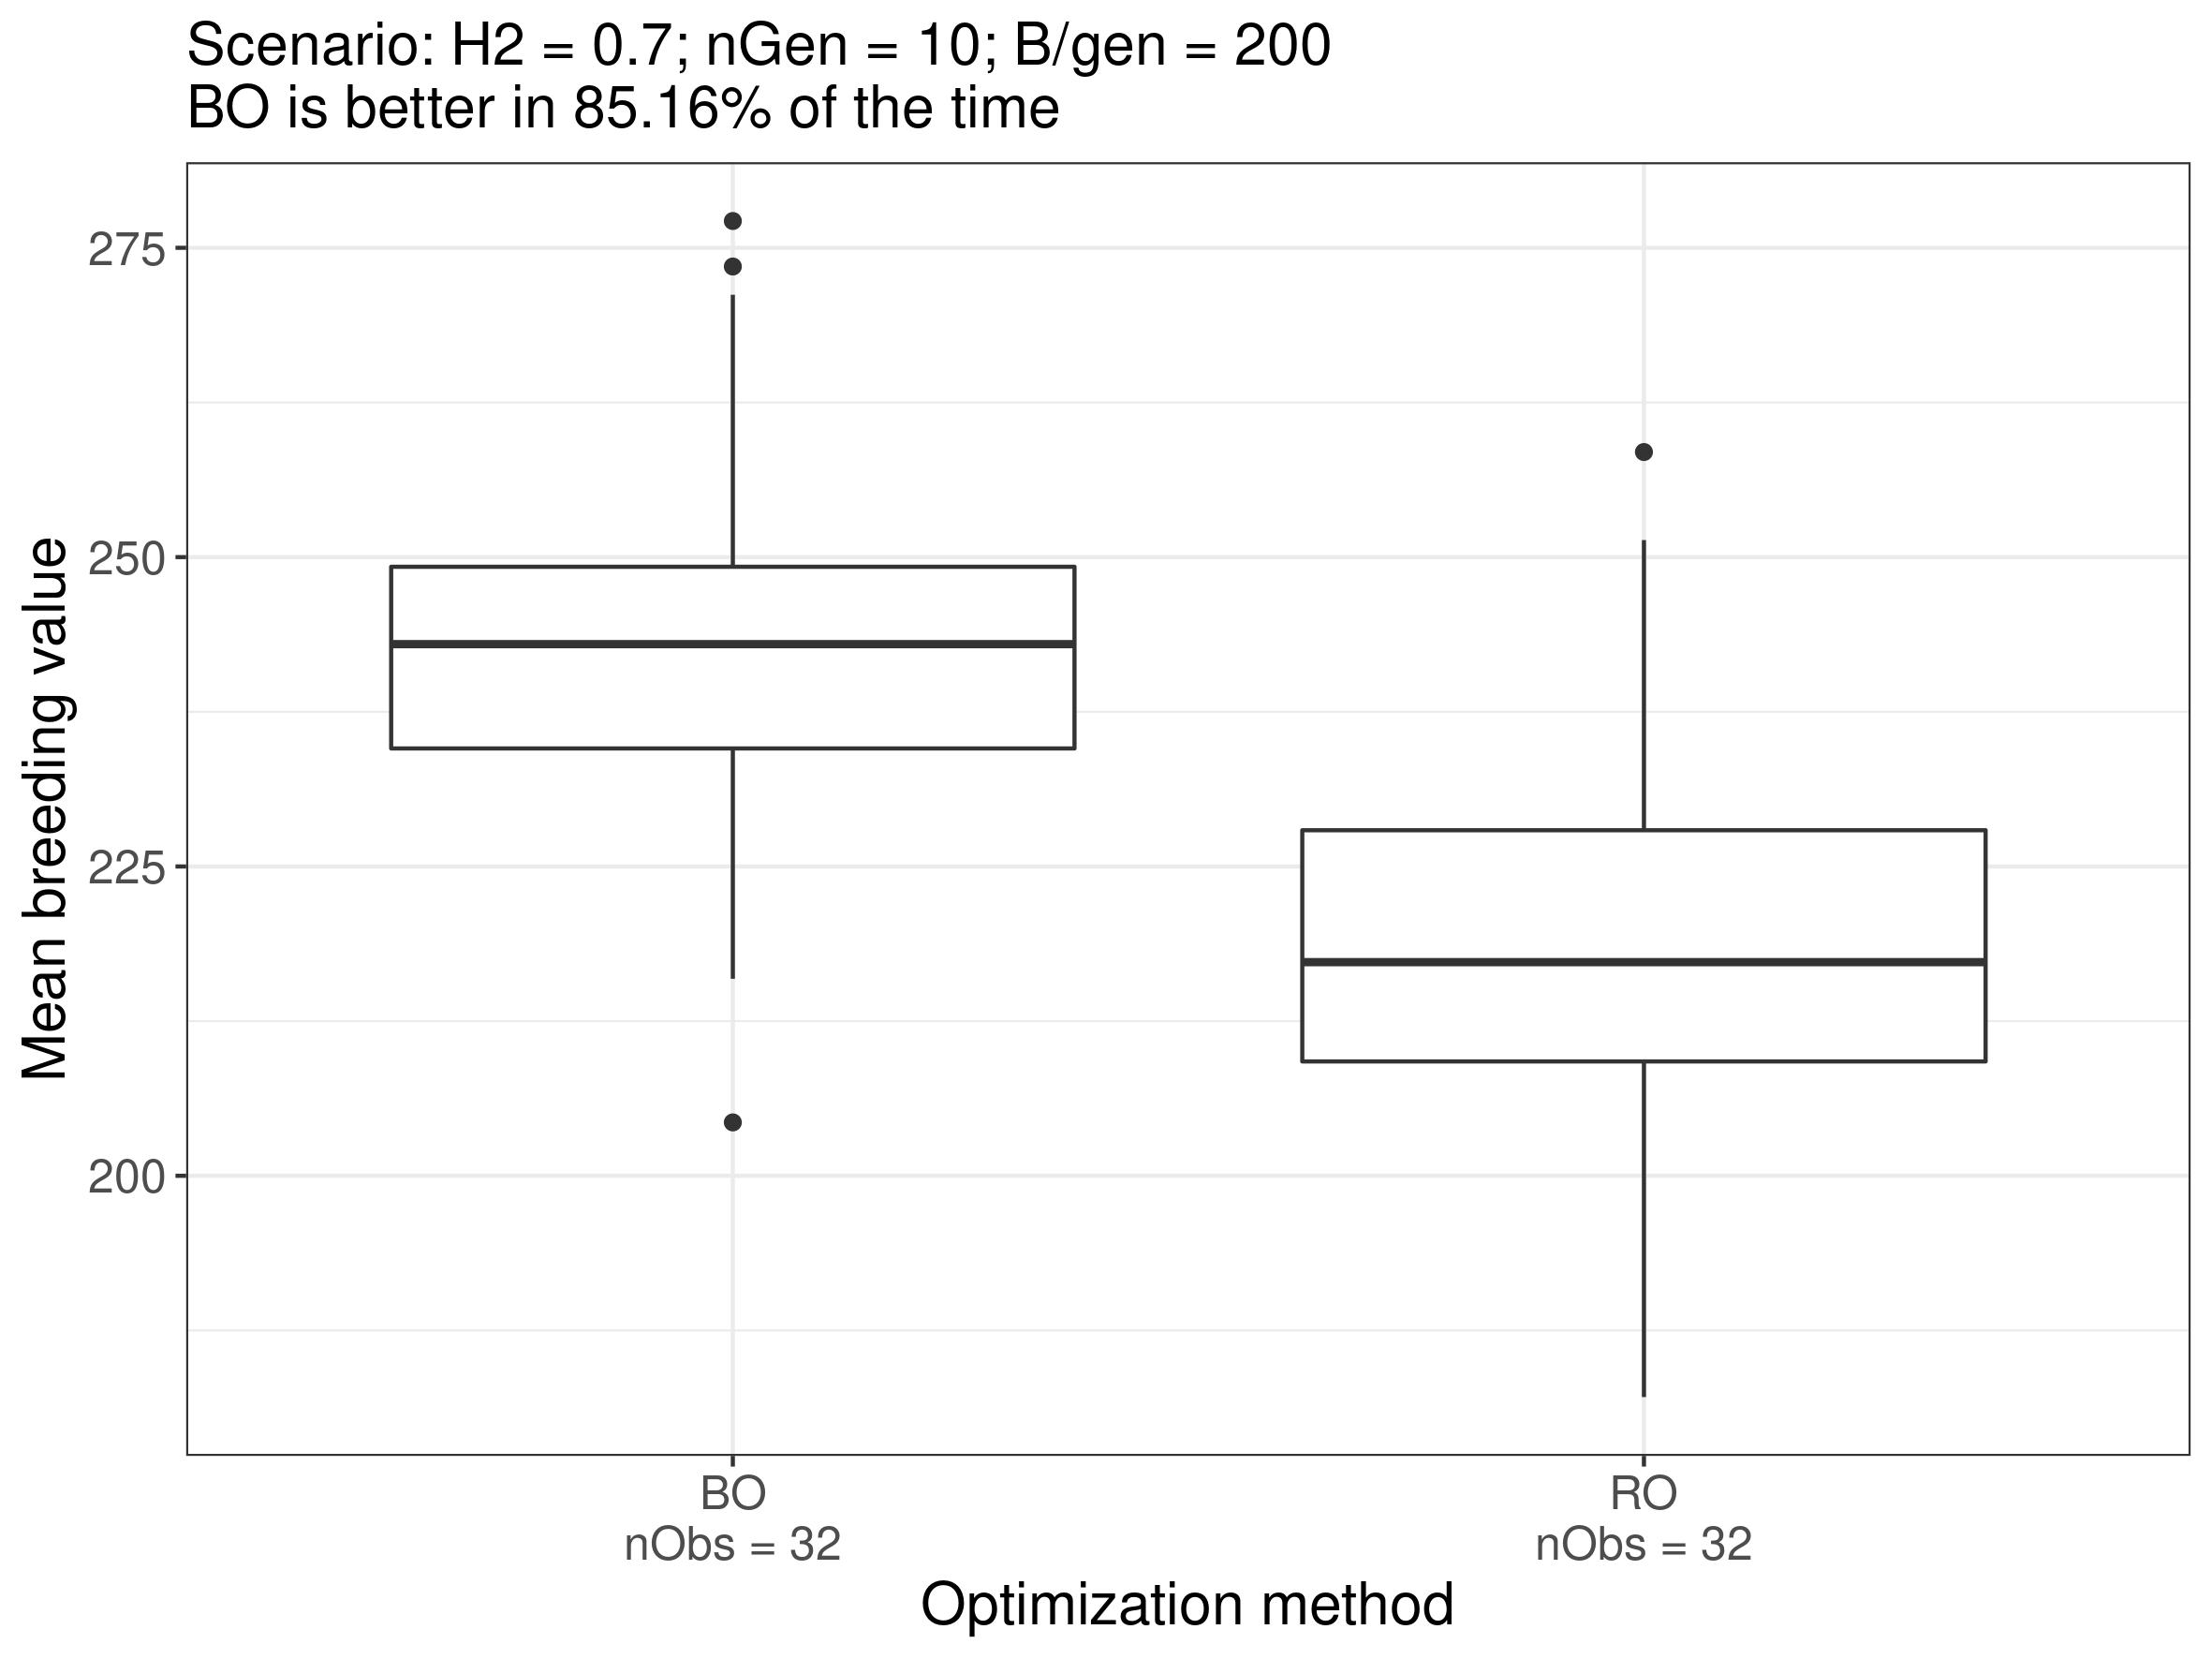 Scenario: H2 = 0.7; nGen = 10; B/gen = 200
BO is better in 85.16% of the time
Mean breeding value
275
250
225
200
BO
nObs = 32
RO
nObs = 32
Optimization method